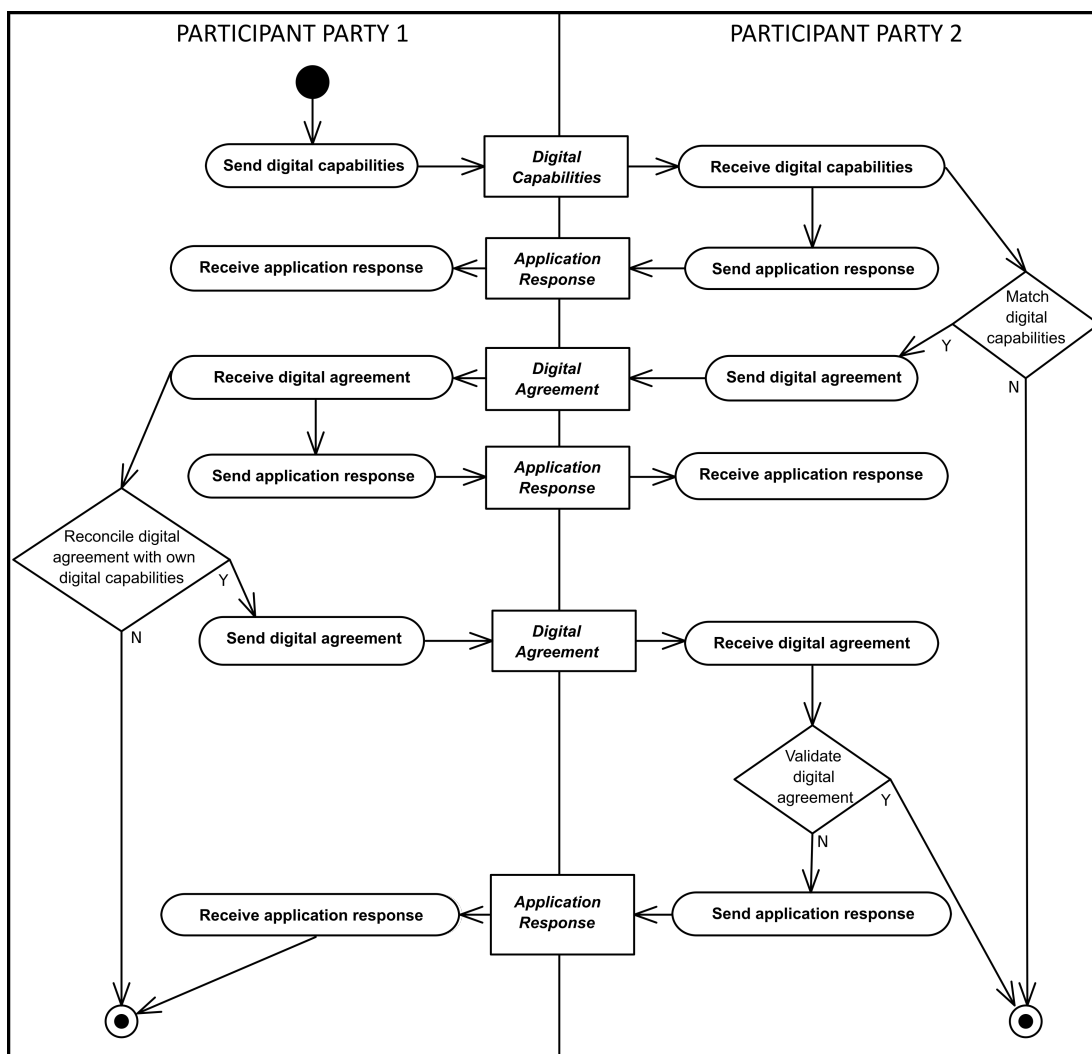 PARTICIPANT PARTY 1
PARTICIPANT PARTY 2
Send digital capabilities
Digital
Capabilities
Receive digital capabilities
Receive application response
Application
Response
Send application response
Match
digital
capabilities
Y
N
Receive digital agreement
Digital
Agreement
Send digital agreement
Send application response
Application
Response
Receive application response
Reconcile digital
agreement with own
digital capabilities
Y
N
Send digital agreement
Digital
Agreement
Receive digital agreement
Validate
digital
agreement
Y
N
Receive application response
Application
Response
Send application response